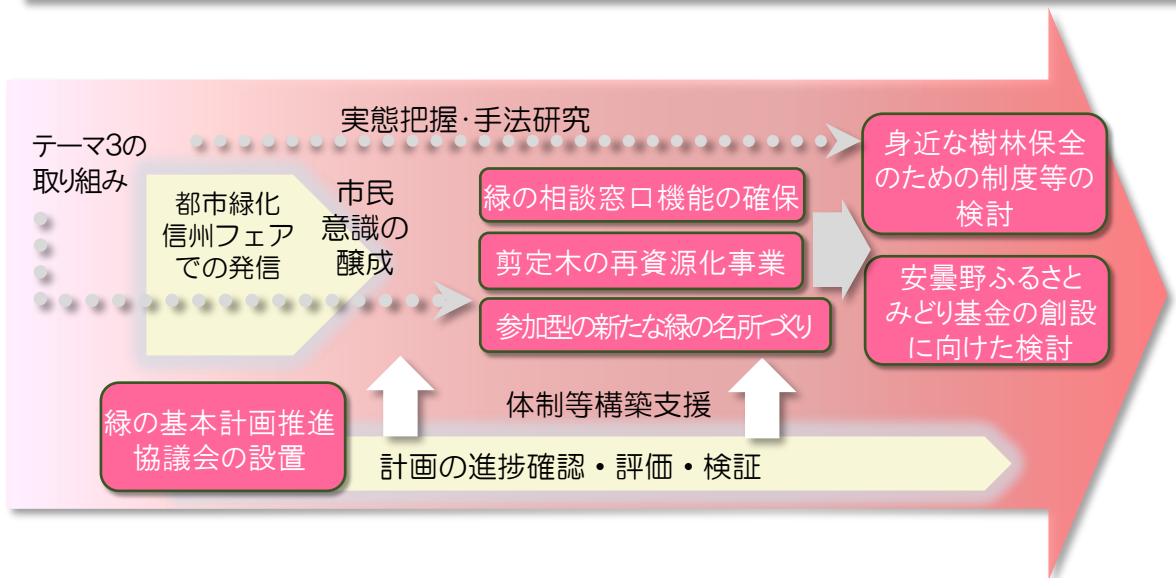 実態把握・手法研究
テーマ3の
取り組み
都市緑化
信州フェア
での発信
市民
意識の
醸成
緑の相談窓口機能の確保
剪定木の再資源化事業
参加型の新たな緑の名所づくり
身近な樹林保全
のための制度等の
検討
安曇野ふるさと
みどり基金の創設
に向けた検討
体制等構築支援
緑の基本計画推進
協議会の設置
計画の進捗確認・評価・検証